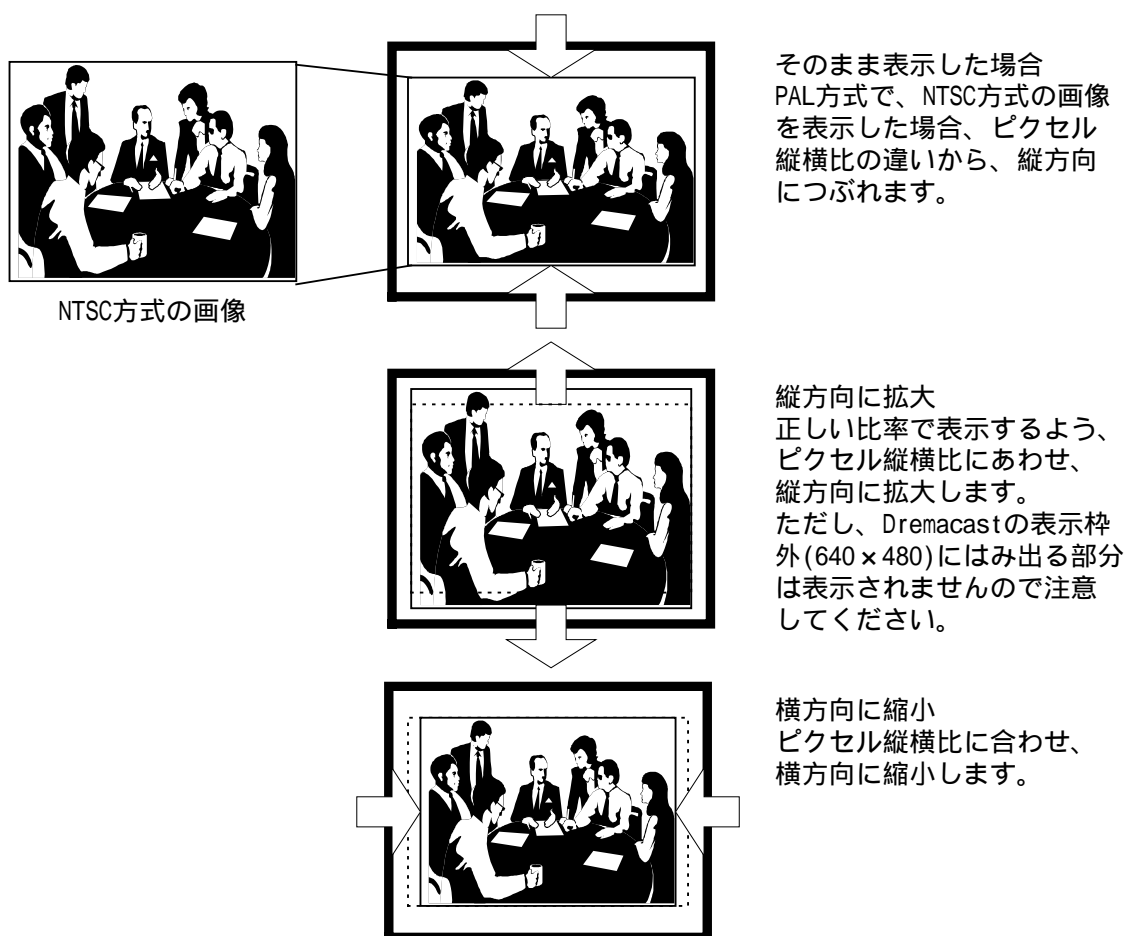 そのまま表示した場合
PAL方式で、NTSC方式の画像
を表示した場合、ピクセル
縦横比の違いから、縦方向
につぶれます。
NTSC方式の画像
縦方向に拡大
正しい比率で表示するよう、
ピクセル縦横比にあわせ、
縦方向に拡大します。
ただし、Dremacastの表示枠
外(640×480)にはみ出る部分
は表示されませんので注意
してください。
横方向に縮小
ピクセル縦横比に合わせ、
横方向に縮小します。